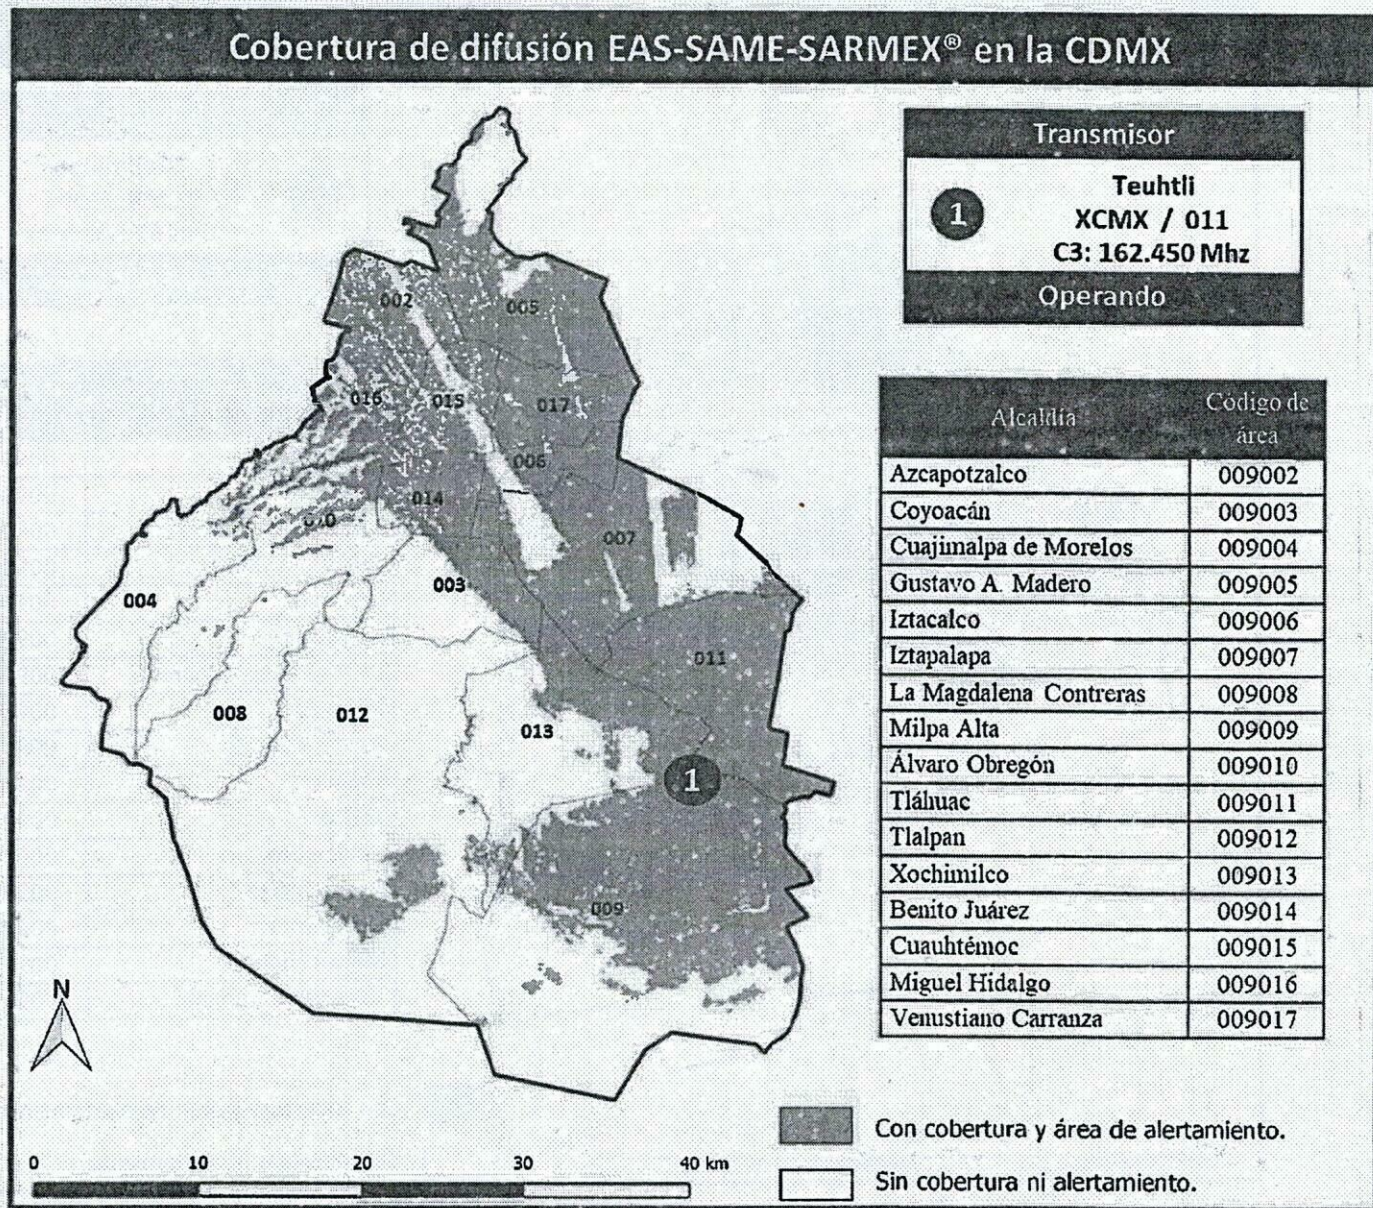 Cobertura de difusión EAS-SAME-SARMEX® en la CDMX
Transmisor
1
Teuhtli
XCMX / 011
C3: 162.450 Mhz
Operando
002
005
016
015
017
006
014
007
004
003
011
008
012
013
1
009
Alcaldía
Código de área
Azcapotzalco 009002
Coyoacán 009003
Cuajimalpa de Morelos 009004
Gustavo A. Madero 009005
Iztacalco 009006
Iztapalapa 009007
La Magdalena Contreras 009008
Milpa Alta 009009
Álvaro Obregón 009010
Tláhuac 009011
Tlalpan 009012
Xochimilco 009013
Benito Juárez 009014
Cuauhtémoc 009015
Miguel Hidalgo 009016
Venustiano Carranza 009017
N
0 10 20 30 40 km
Con cobertura y área de alertamiento.
Sin cobertura ni alertamiento.